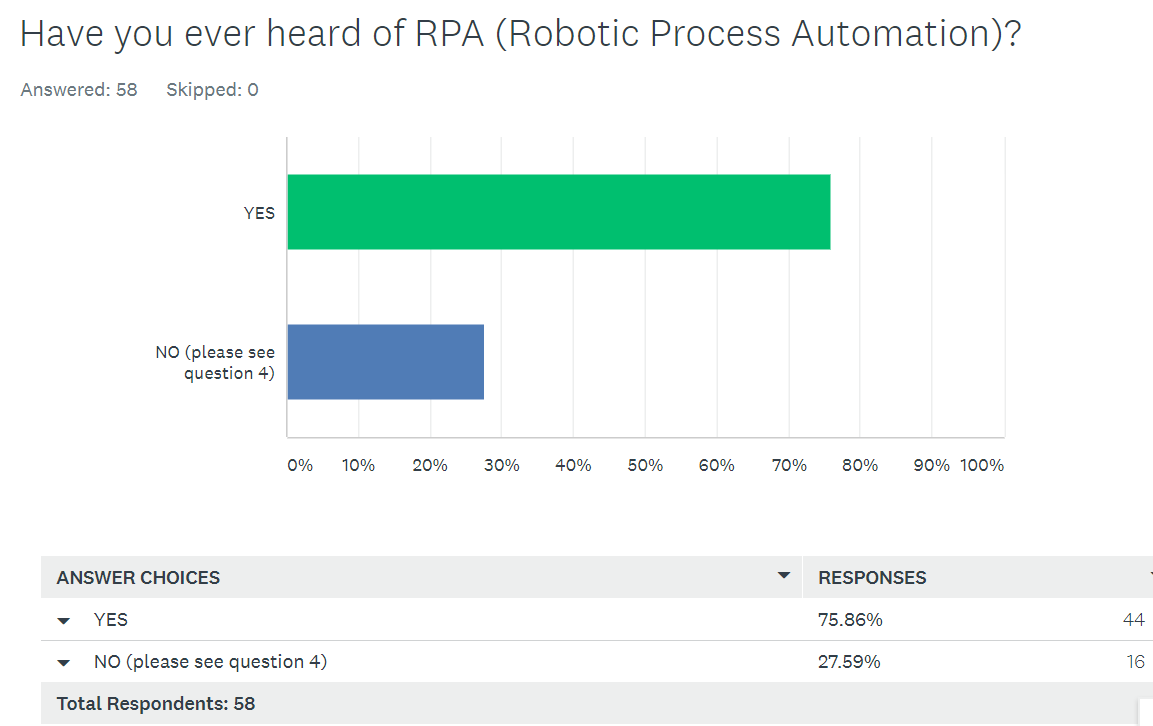 Have you ever heard of RPA (Robotic Process Automation)?
Answered: 58 Skipped: 0
YES
NO (please see
question 4)
0% 10% 20% 30% 40% 50% 60% 70% 80% 90% 100%
ANSWER CHOICES RESPONSES
YES 75.86% 44
NO (please see question 4) 27.59% 16
Total Respondents: 58